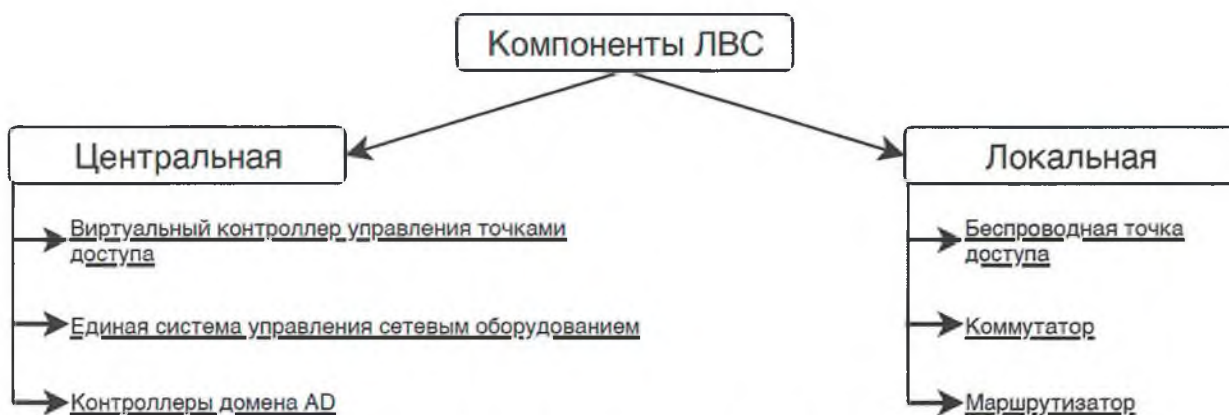 Компоненты ЛВС
Центральная
Виртуальный контроллер управления точками
доступа
Единая система управления сетевым оборудованием
Контроллеры домена AD
Локальная
Беспроводная точка
доступа
Коммутатор
Маршрутизатор